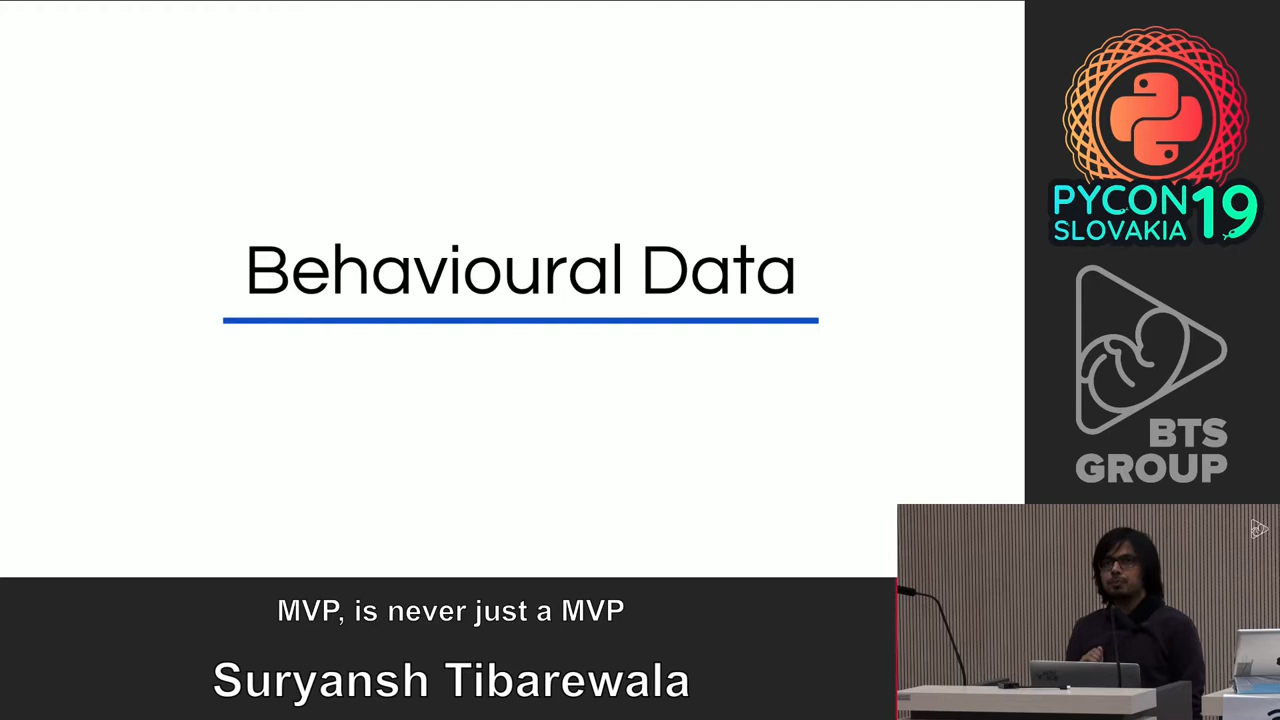 Behavioural Data
PYCON 19
SLOVAKIA
BTS
GROUP
MVP, is never just a MVP
Suryansh Tibarewala